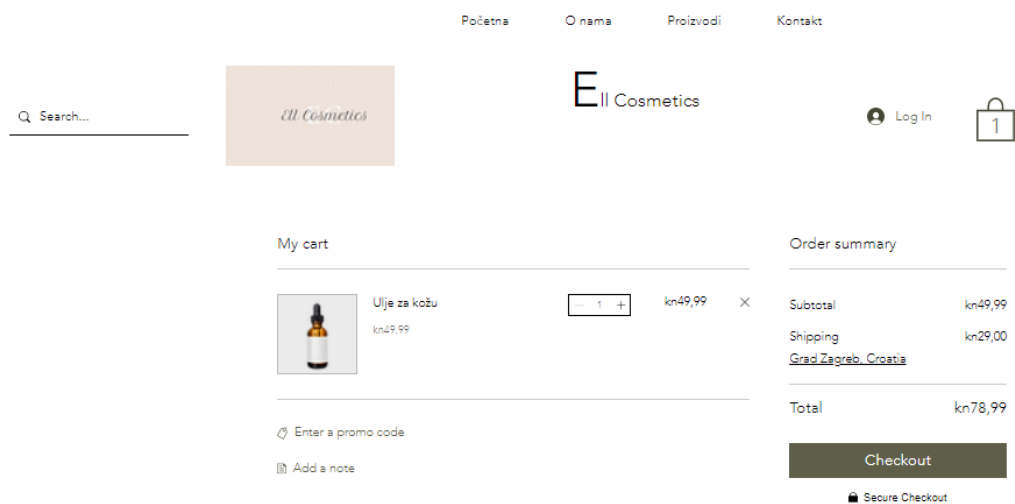 Početna O nama Proizvodi Kontakt
Search...
Ell Cosmetics
Ell Cosmetics
Log In
1
My cart
Ulje za kožu
kn49,99
1
kn49,99
Enter a promo code
Add a note
Order summary
Subtotal kn49,99
Shipping kn29,00
Grad Zagreb, Croatia
Total kn78,99
Checkout
Secure Checkout